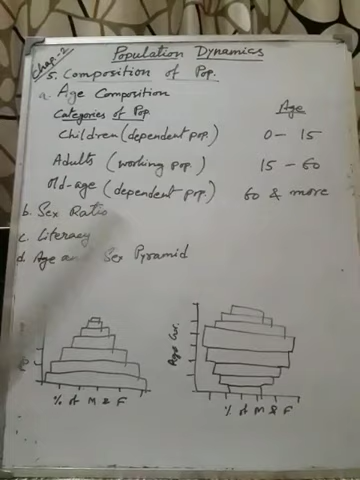 Chap.-2
Population Dynamics
5. Composition of Pop.
a. Age Composition
Categories of Pop Age
Children (dependent pop.) 0 - 15
Adults (working pop.) 15 - 60
Old-age (dependent pop.) 60 & more
b. Sex Ratio
c. Literacy
d. Age and Sex Pyramid
% of M & F
Age Gr.
% of M & F